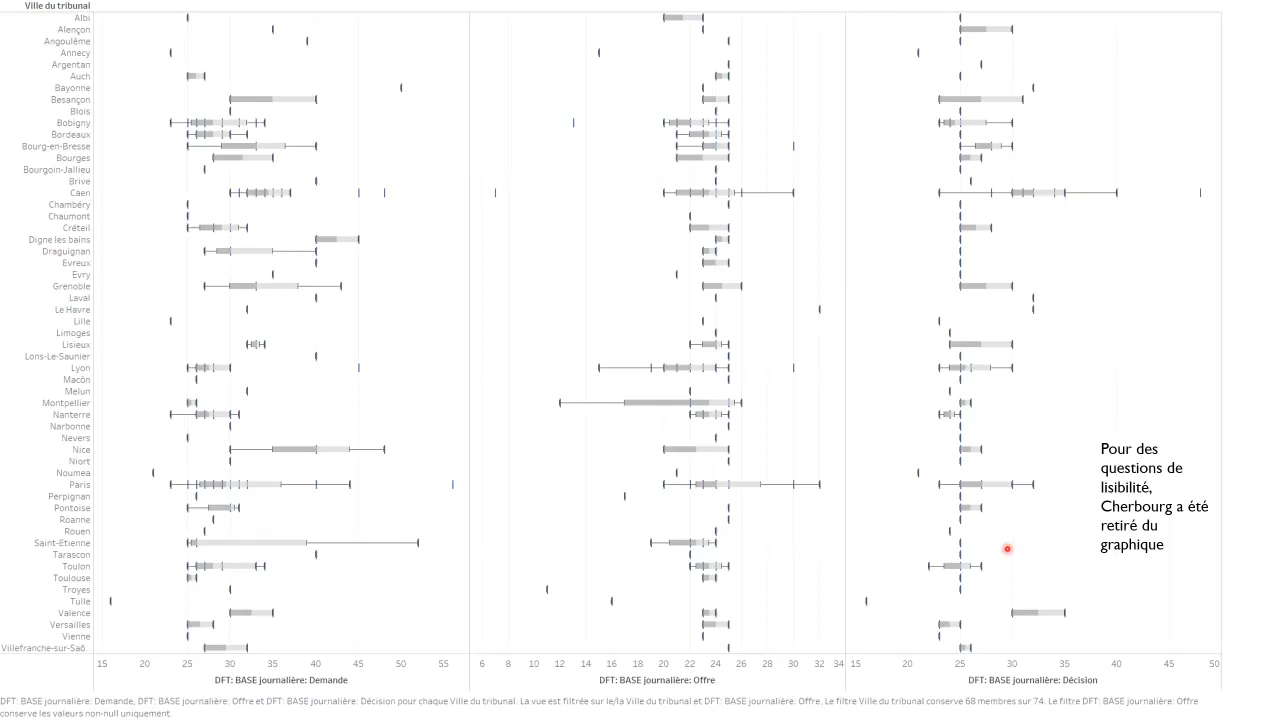 Ville du tribunal
Albi
Alençon
Angoulême
Annecy
Argentan
Auch
Bayonne
Besançon
Blois
Bobigny
Bordeaux
Bourg-en-Bresse
Bourges
Bourgoin-Jallieu
Brive
Caen
Chambéry
Chaumont
Créteil
Digne les bains
Draguignan
Evreux
Evry
Grenoble
Laval
Le Havre
Lille
Limoges
Lisieux
Lons-Le-Saunier
Lyon
Macôn
Melun
Montpellier
Nanterre
Narbonne
Nevers
Nice
Niort
Noumea
Paris
Perpignan
Pontoise
Roanne
Rouen
Saint-Etienne
Tarascon
Toulon
Toulouse
Troyes
Tulle
Valence
Versailles
Vienne
Villefranche-sur-Saô..
Pour des
questions de
lisibilité,
Cherbourg a été
retiré du
graphique
15 20 25 30 35 40 45 50 55 6 8 10 12 14 16 18 20 22 24 26 28 30 32 34 15 20 25 30 35 40 45 50
DFT: BASE journalière: Demande DFT: BASE journalière: Offre DFT: BASE journalière: Décision
DFT: BASE journalière: Demande, DFT: BASE journalière: Offre et DFT: BASE journalière: Décision pour chaque Ville du tribunal. La vue est filtrée sur le/la Ville du tribunal et DFT: BASE journalière: Offre. Le filtre Ville du tribunal conserve 68 membres sur 74. Le filtre DFT: BASE journalière: Offre
conserve les valeurs non-null uniquement.